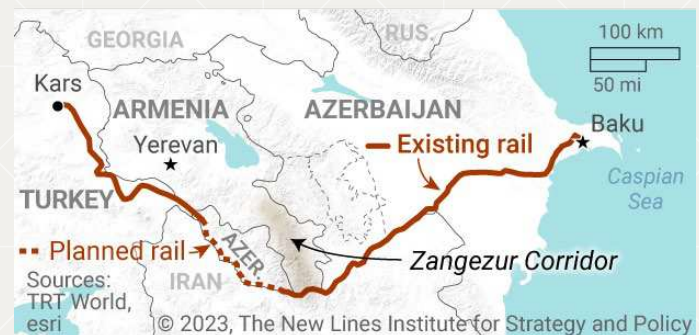 GEORGIA
RUS.
100 km
50 mi
Kars
ARMENIA
AZERBAIJAN
Yerevan
Existing rail
Baku
Caspian
Sea
TURKEY
Planned rail
AZER.
Zangezur Corridor
IRAN
Sources:
TRT World,
esri
© 2023, The New Lines Institute for Strategy and Policy